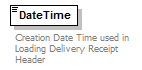 DateTime
Creation Date Time used in
Loading Delivery Receipt
Header